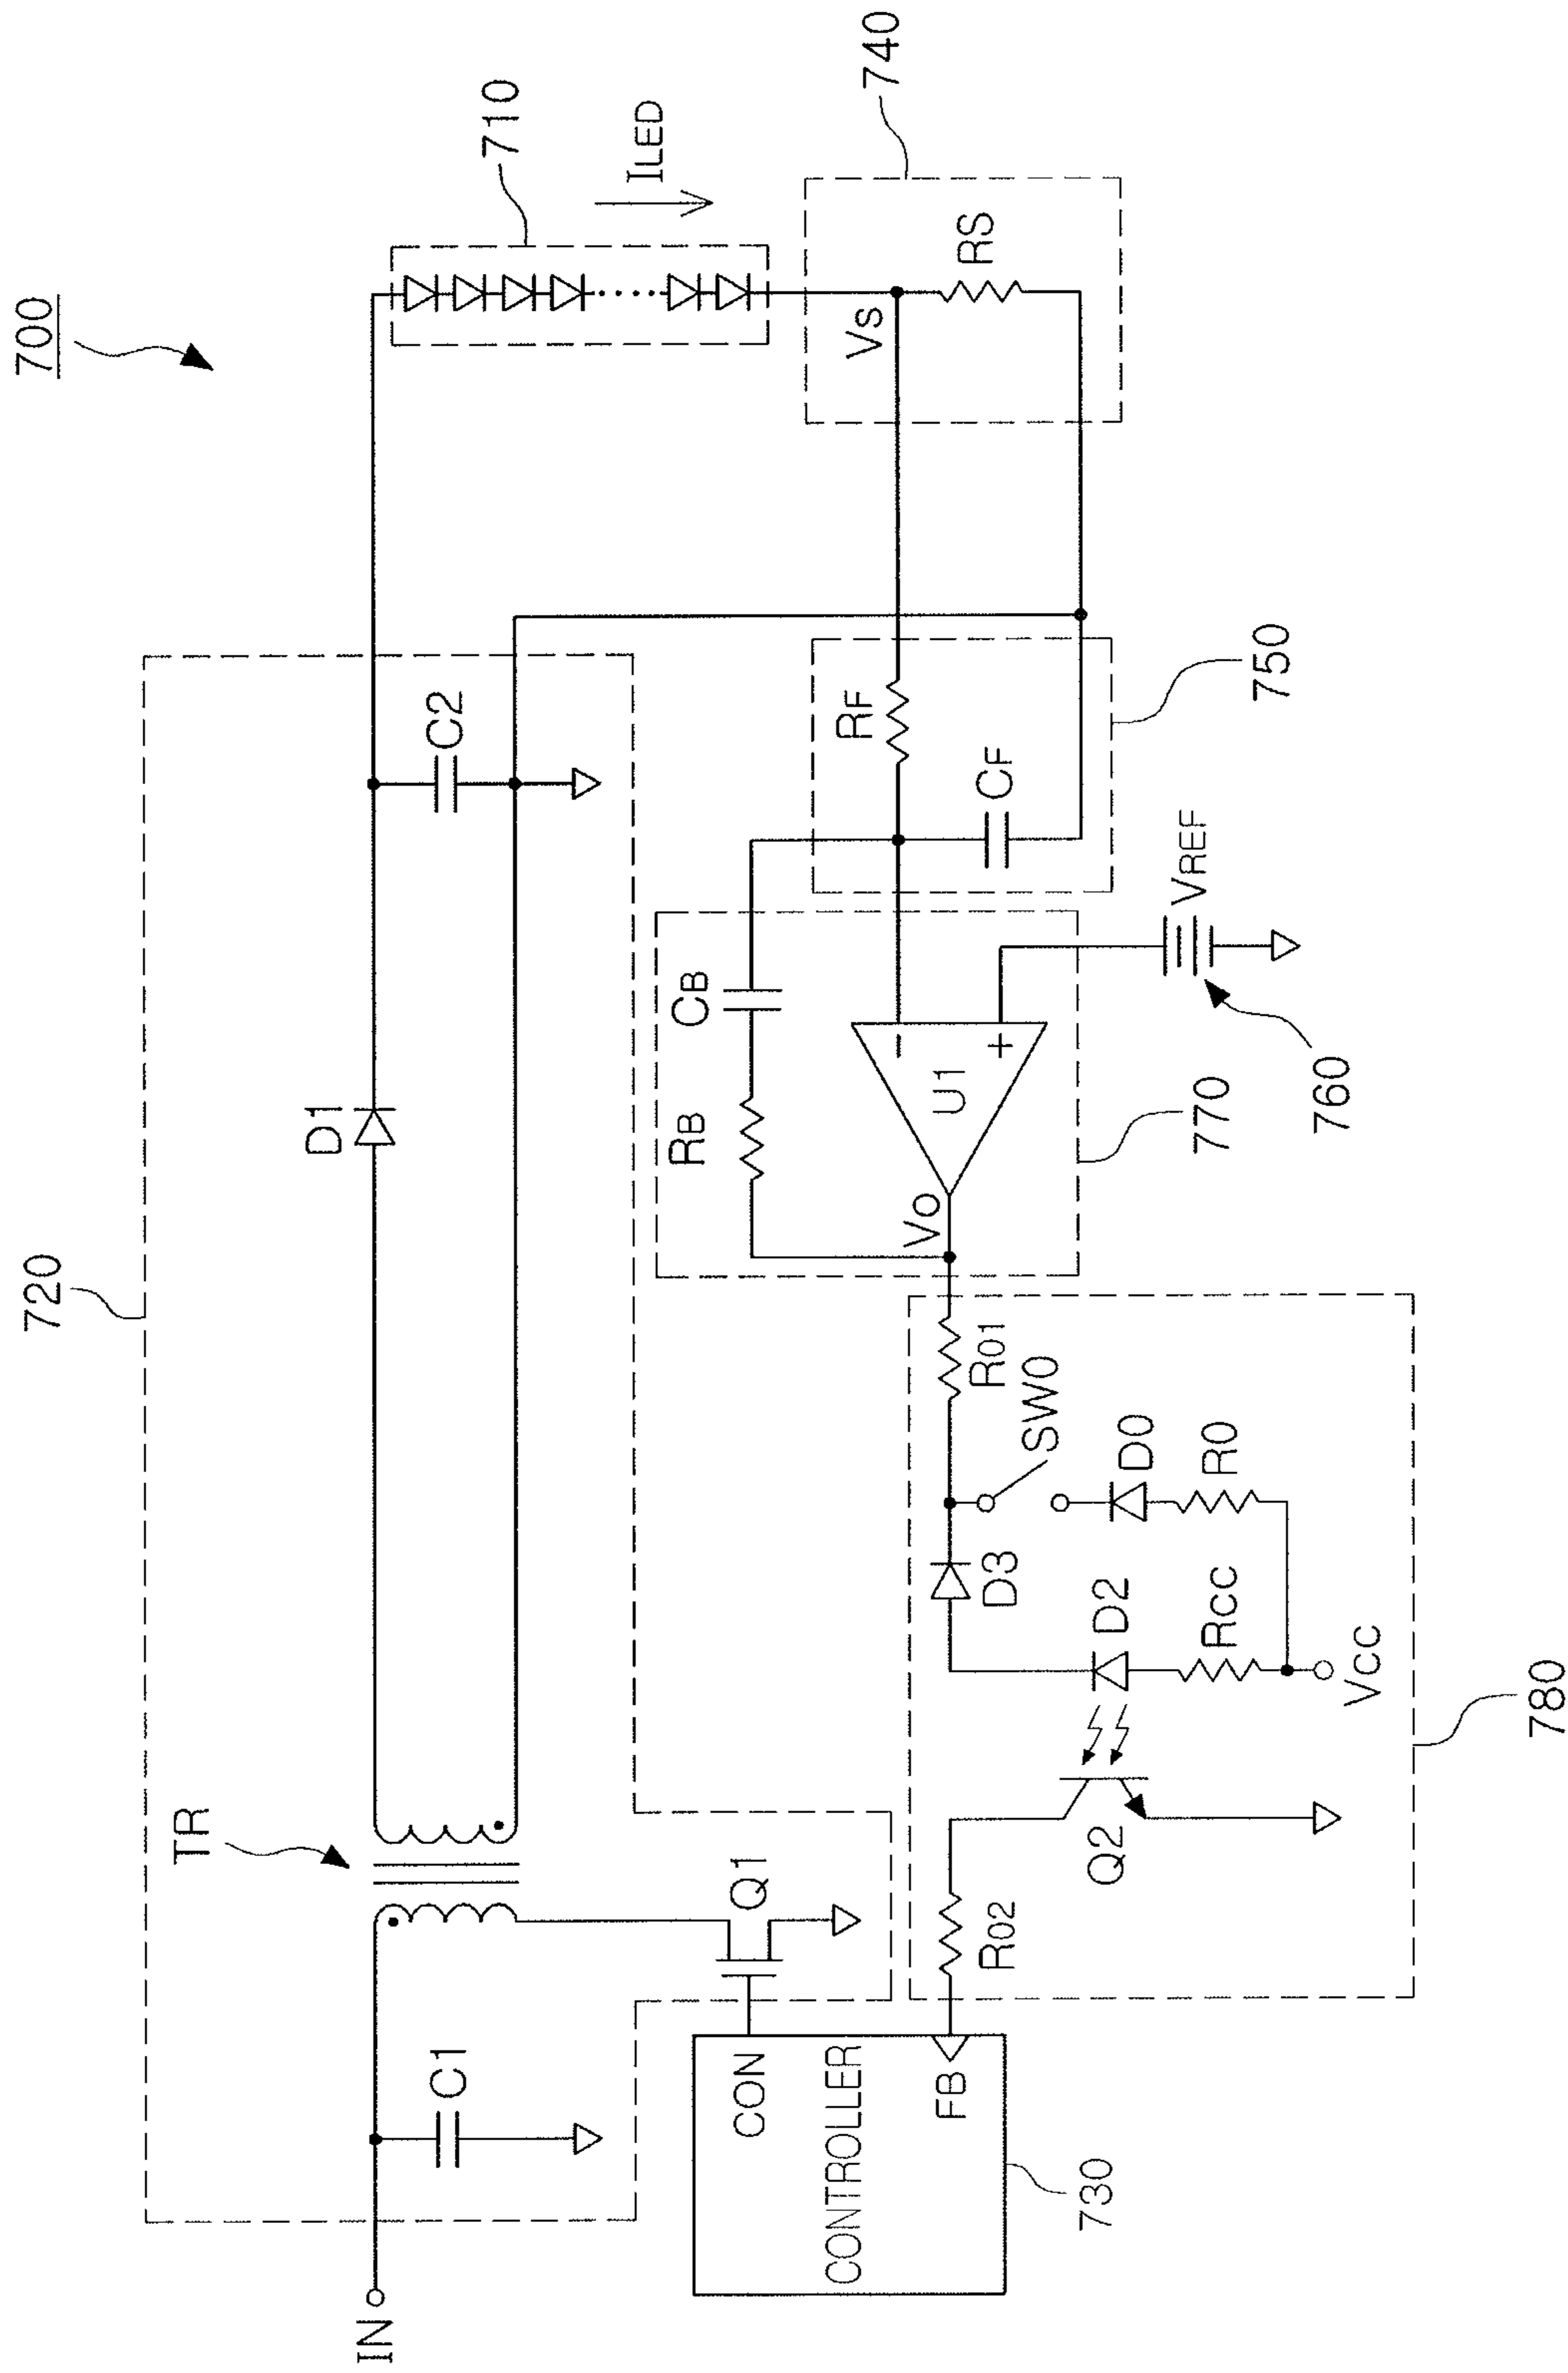 700
720
TR
D1
710
ILED
IN
C1
C2
Q1
740
VS
RS
CON
CONTROLLER
FB
730
RB
CB
RF
CF
750
VO
U1
−
+
770
VREF
760
R02
R01
D3
SW0
D2
D0
Q2
RCC
R0
VCC
780